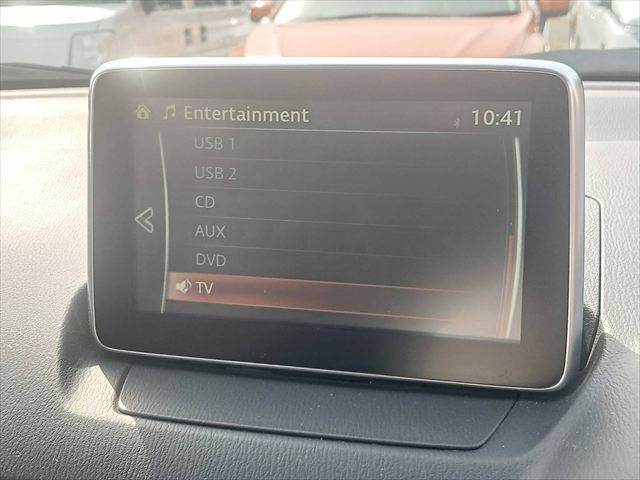 Entertainment 10:41
USB 1
USB 2
CD
AUX
DVD
TV